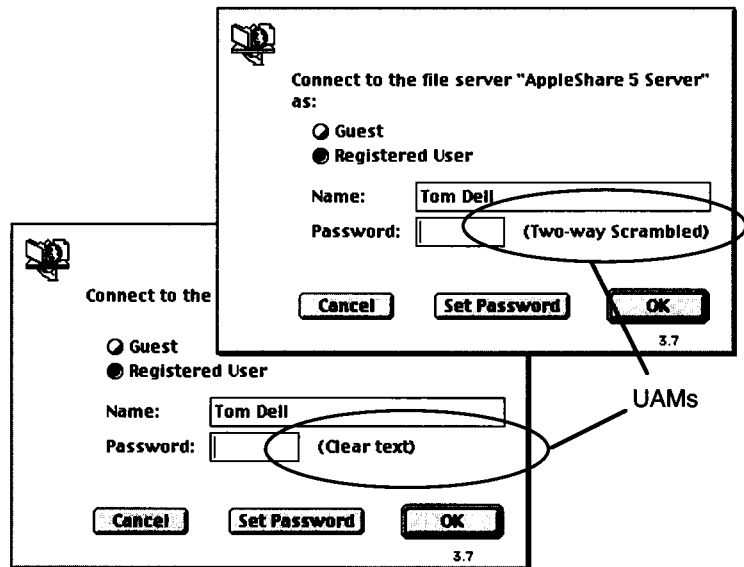 Connect to the file server "AppleShare 5 Server"
as:
Guest
Registered User
Name: Tom Dell
Password: (Two-way Scrambled)
Cancel Set Password OK
3.7
Connect to the
Guest
Registered User
Name: Tom Dell
Password: (Clear text)
Cancel Set Password OK
3.7
UAMs